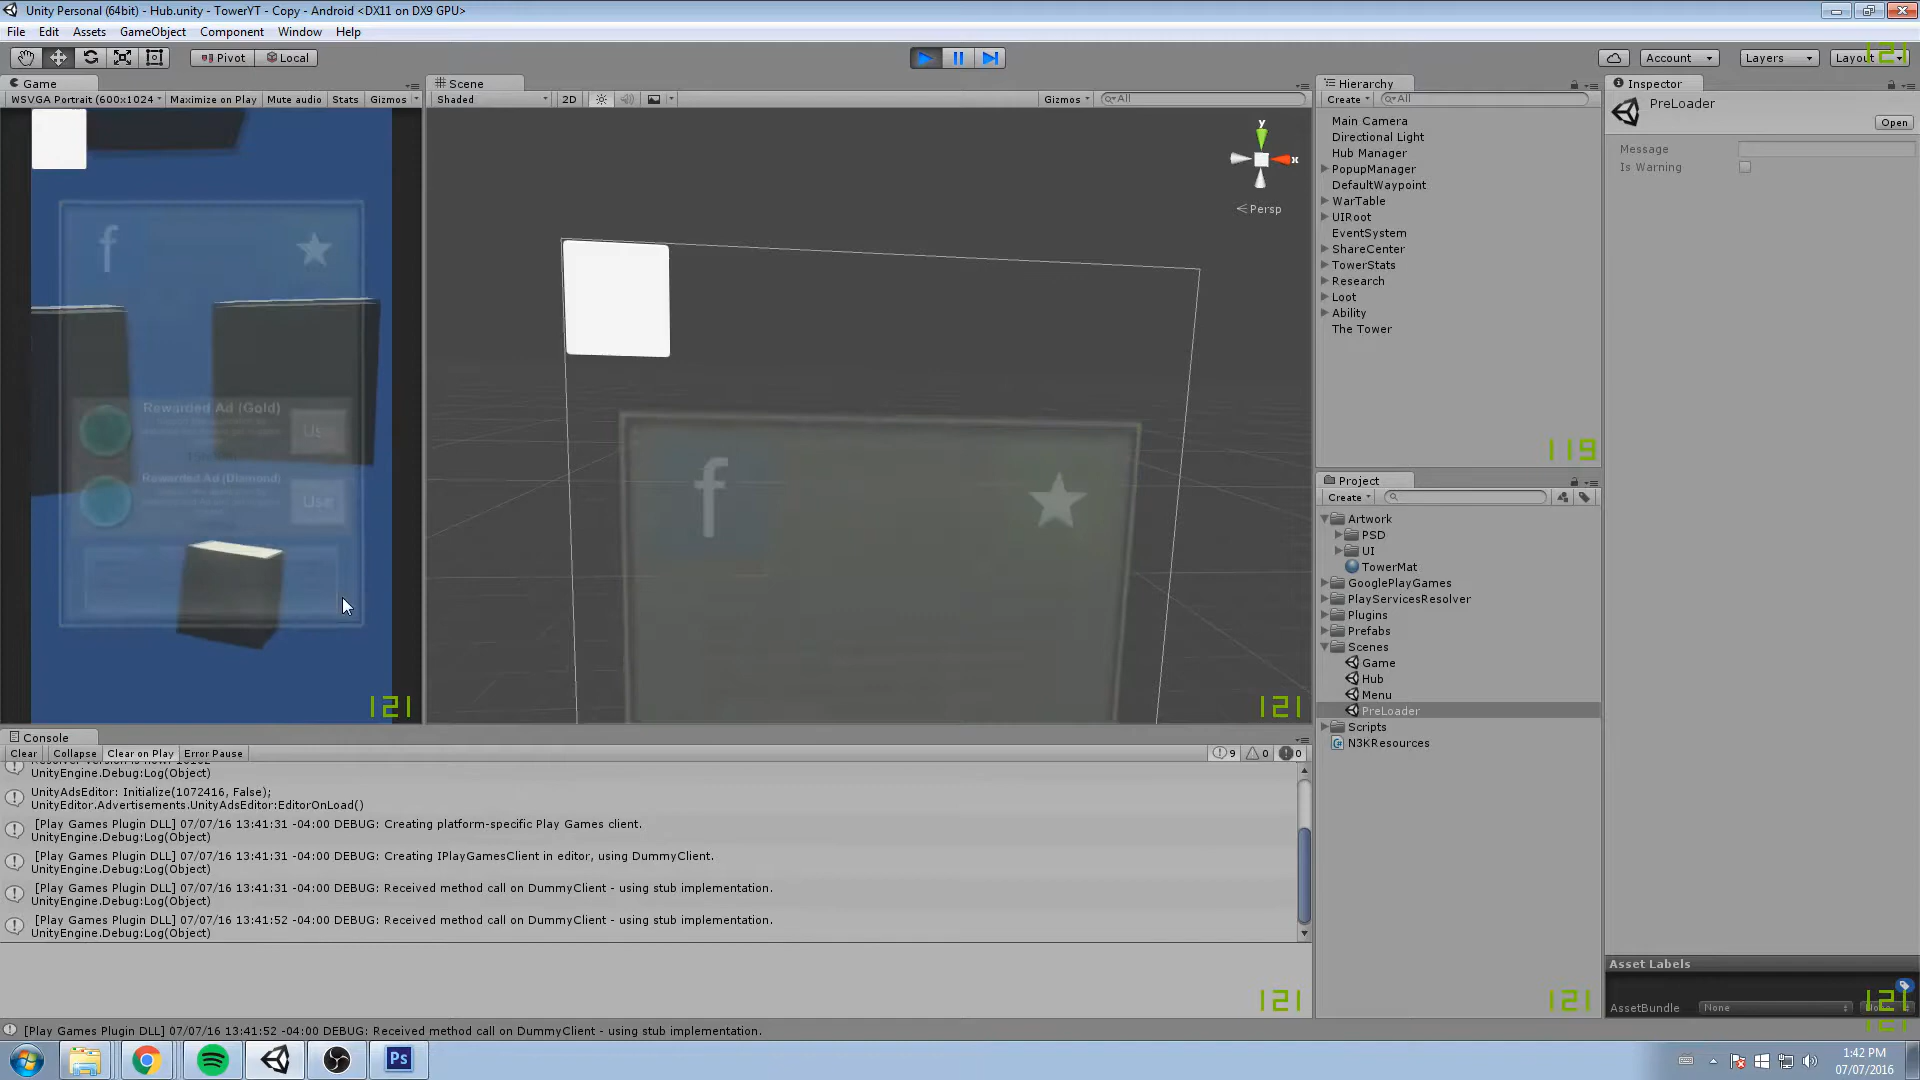 Unity Personal (64bit) - Hub.unity - TowerYT - Copy - Android <DX11 on DX9 GPU>
File Edit Assets GameObject Component Window Help
Pivot Local Account Layers Layout
121
Game
WSVGA Portrait (600x1024 Maximize on Play Mute audio Stats Gizmos
f
Rewarded Ad (Gold)
Use
Rewarded Ad (Diamond)
Use
121
Scene
Shaded 2D Gizmos All
y
x
Persp
f
121
Hierarchy
Create All
Main Camera
Directional Light
Hub Manager
PopupManager
DefaultWaypoint
WarTable
UIRoot
EventSystem
ShareCenter
TowerStats
Research
Loot
Ability
The Tower
119
Project
Create
Artwork
PSD
UI
TowerMat
GooglePlayGames
PlayServicesResolver
Plugins
Prefabs
Scenes
Game
Hub
Menu
PreLoader
Scripts
N3KResources
121
Inspector
PreLoader
Open
Message
Is Warning
Asset Labels
AssetBundle None
121
121
Console
Clear Collapse Clear on Play Error Pause 9 0 0
UnityEngine.Debug:Log(Object)
UnityAdsEditor: Initialize(1072416, False);
UnityEditor.Advertisements.UnityAdsEditor:EditorOnLoad()
[Play Games Plugin DLL] 07/07/16 13:41:31 -04:00 DEBUG: Creating platform-specific Play Games client.
UnityEngine.Debug:Log(Object)
[Play Games Plugin DLL] 07/07/16 13:41:31 -04:00 DEBUG: Creating IPlayGamesClient in editor, using DummyClient.
UnityEngine.Debug:Log(Object)
[Play Games Plugin DLL] 07/07/16 13:41:31 -04:00 DEBUG: Received method call on DummyClient - using stub implementation.
UnityEngine.Debug:Log(Object)
[Play Games Plugin DLL] 07/07/16 13:41:52 -04:00 DEBUG: Received method call on DummyClient - using stub implementation.
UnityEngine.Debug:Log(Object)
121
[Play Games Plugin DLL] 07/07/16 13:41:52 -04:00 DEBUG: Received method call on DummyClient - using stub implementation.
Ps
1:42 PM
07/07/2016